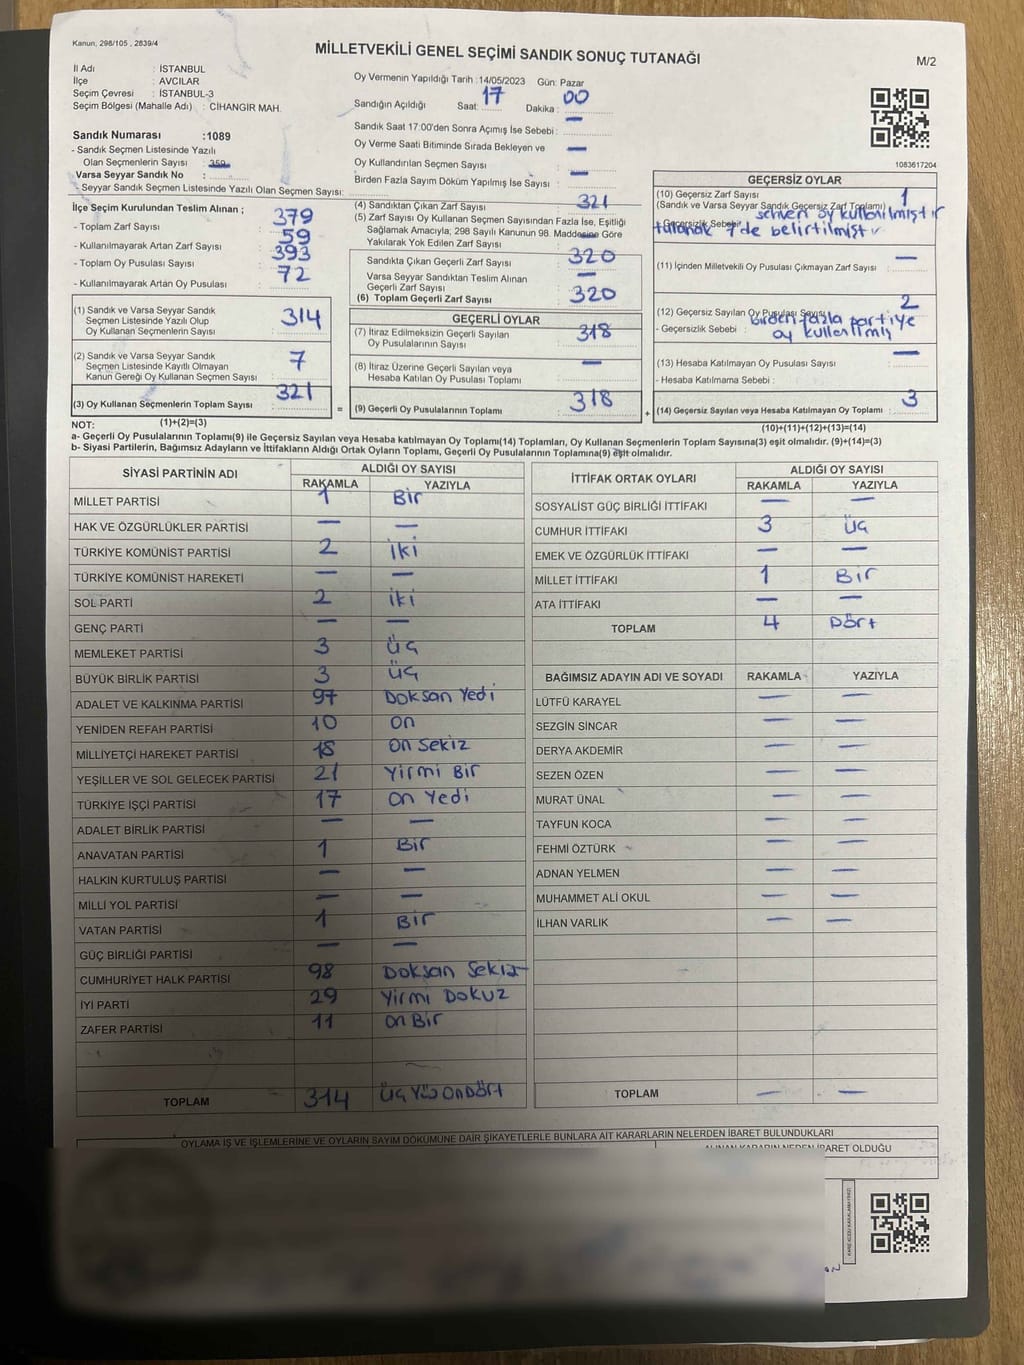 Kanun, 298/105 , 2839/4
MİLLETVEKİLİ GENEL SEÇİMİ SANDIK SONUÇ TUTANAĞI
M/2
İl Adı : İSTANBUL
İlçe : AVCILAR
Seçim Çevresi : İSTANBUL-3
Seçim Bölgesi (Mahalle Adı) : CİHANGİR MAH.
Sandık Numarası :1089
- Sandık Seçmen Listesinde Yazılı
Olan Seçmenlerin Sayısı : 359
Varsa Seyyar Sandık No :
- Seyyar Sandık Seçmen Listesinde Yazılı Olan Seçmen Sayısı:
Oy Vermenin Yapıldığı Tarih :14/05/2023 Gün: Pazar
Sandığın Açıldığı Saat: 17 Dakika : 00
Sandık Saat 17:00'den Sonra Açımış İse Sebebi : —
Oy Verme Saati Bitiminde Sırada Bekleyen ve
Oy Kullandırılan Seçmen Sayısı : —
Birden Fazla Sayım Döküm Yapılmış İse Sayısı : —
1083617204
İlçe Seçim Kurulundan Teslim Alınan ;
- Toplam Zarf Sayısı : 379
- Kullanılmayarak Artan Zarf Sayısı : 59
- Toplam Oy Pusulası Sayısı : 393
- Kullanılmayarak Artan Oy Pusulası : 72
(1) Sandık ve Varsa Seyyar Sandık
Seçmen Listesinde Yazılı Olup
Oy Kullanan Seçmenlerin Sayısı : 314
(2) Sandık ve Varsa Seyyar Sandık
Seçmen Listesinde Kayıtlı Olmayan
Kanun Gereği Oy Kullanan Seçmen Sayısı : 7
(3) Oy Kullanan Seçmenlerin Toplam Sayısı : 321
(4) Sandıktan Çıkan Zarf Sayısı : 321
(5) Zarf Sayısı Oy Kullanan Seçmen Sayısından Fazla İse, Eşitliği
Sağlamak Amacıyla; 298 Sayılı Kanunun 98. Maddesine Göre
Yakılarak Yok Edilen Zarf Sayısı : —
Sandıkta Çıkan Geçerli Zarf Sayısı : 320
Varsa Seyyar Sandıktan Teslim Alınan
Geçerli Zarf Sayısı : —
(6) Toplam Geçerli Zarf Sayısı : 320
GEÇERLİ OYLAR
(7) İtiraz Edilmeksizin Geçerli Sayılan
Oy Pusulalarının Sayısı : 318
(8) İtiraz Üzerine Geçerli Sayılan veya
Hesaba Katılan Oy Pusulası Toplamı : —
= (9) Geçerli Oy Pusulalarının Toplamı : 318
GEÇERSİZ OYLAR
(10) Geçersiz Zarf Sayısı
(Sandık ve Varsa Seyyar Sandık Geçersiz Zarf Toplamı) : 1
- Geçersizlik Sebebi: sehven oy kullanılmıştır
tutanak 7'de belirtilmiştir
(11) İçinden Milletvekili Oy Pusulası Çıkmayan Zarf Sayısı : —
(12) Geçersiz Sayılan Oy Pusulası Sayısı : 2
- Geçersizlik Sebebi : birden fazla partiye
oy kullanılmış
(13) Hesaba Katılmayan Oy Pusulası Sayısı : —
- Hesaba Katılmama Sebebi :
+ (14) Geçersiz Sayılan veya Hesaba Katılmayan Oy Toplamı : 3
NOT: (1)+(2)=(3) (10)+(11)+(12)+(13)=(14)
a- Geçerli Oy Pusulalarının Toplamı(9) ile Geçersiz Sayılan veya Hesaba katılmayan Oy Toplamı(14) Toplamları, Oy Kullanan Seçmenlerin Toplam Sayısına(3) eşit olmalıdır. (9)+(14)=(3)
b- Siyasi Partilerin, Bağımsız Adayların ve İttifakların Aldığı Ortak Oyların Toplamı, Geçerli Oy Pusulalarının Toplamına(9) eşit olmalıdır.
SİYASİ PARTİNİN ADI ALDIĞI OY SAYISI
RAKAMLA YAZIYLA
MİLLET PARTİSİ 1 Bir
HAK VE ÖZGÜRLÜKLER PARTİSİ — —
TÜRKİYE KOMÜNİST PARTİSİ 2 iki
TÜRKİYE KOMÜNİST HAREKETİ — —
SOL PARTİ 2 iki
GENÇ PARTİ — —
MEMLEKET PARTİSİ 3 üç
BÜYÜK BİRLİK PARTİSİ 3 üç
ADALET VE KALKINMA PARTİSİ 97 Doksan Yedi
YENİDEN REFAH PARTİSİ 10 on
MİLLİYETÇİ HAREKET PARTİSİ 18 on Sekiz
YEŞİLLER VE SOL GELECEK PARTİSİ 21 Yirmi Bir
TÜRKİYE İŞÇİ PARTİSİ 17 on Yedi
ADALET BİRLİK PARTİSİ — —
ANAVATAN PARTİSİ 1 Bir
HALKIN KURTULUŞ PARTİSİ — —
MİLLİ YOL PARTİSİ — —
VATAN PARTİSİ 1 Bir
GÜÇ BİRLİĞİ PARTİSİ — —
CUMHURİYET HALK PARTİSİ 98 Doksan Sekiz
İYİ PARTİ 29 Yirmi Dokuz
ZAFER PARTİSİ 11 on Bir
TOPLAM 314 üç Yüz OnDört
İTTİFAK ORTAK OYLARI ALDIĞI OY SAYISI
RAKAMLA YAZIYLA
SOSYALİST GÜÇ BİRLİĞİ İTTİFAKI — —
CUMHUR İTTİFAKI 3 üç
EMEK VE ÖZGÜRLÜK İTTİFAKI — —
MİLLET İTTİFAKI 1 Bir
ATA İTTİFAKI — —
TOPLAM 4 Dört
BAĞIMSIZ ADAYIN ADI VE SOYADI RAKAMLA YAZIYLA
LÜTFÜ KARAYEL — —
SEZGİN SİNCAR — —
DERYA AKDEMİR — —
SEZEN ÖZEN — —
MURAT ÜNAL — —
TAYFUN KOCA — —
FEHMİ ÖZTÜRK — —
ADNAN YELMEN — —
MUHAMMET ALİ OKUL — —
İLHAN VARLIK — —
TOPLAM — —
OYLAMA İŞ VE İŞLEMLERİNE VE OYLARIN SAYIM DÖKÜMÜNE DAİR ŞİKAYETLERLE BUNLARA AİT KARARLARIN NELERDEN İBARET BULUNDUKLARI
ALINAN KARARIN NEDEN İBARET OLDUĞU